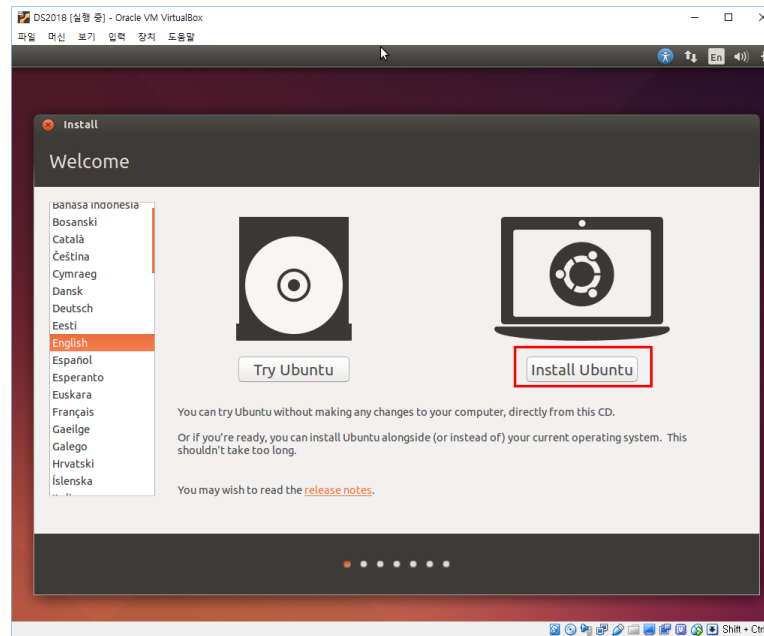 DS2018 [실행 중] - Oracle VM VirtualBox
파일 머신 보기 입력 장치 도움말
En
Install
Welcome
Bahasa Indonesia
Bosanski
Català
Čeština
Cymraeg
Dansk
Deutsch
Eesti
English
Español
Esperanto
Euskara
Français
Gaeilge
Galego
Hrvatski
Íslenska
Try Ubuntu
Install Ubuntu
You can try Ubuntu without making any changes to your computer, directly from this CD.
Or if you're ready, you can install Ubuntu alongside (or instead of) your current operating system. This
shouldn't take too long.
You may wish to read the release notes.
Shift + Ctr